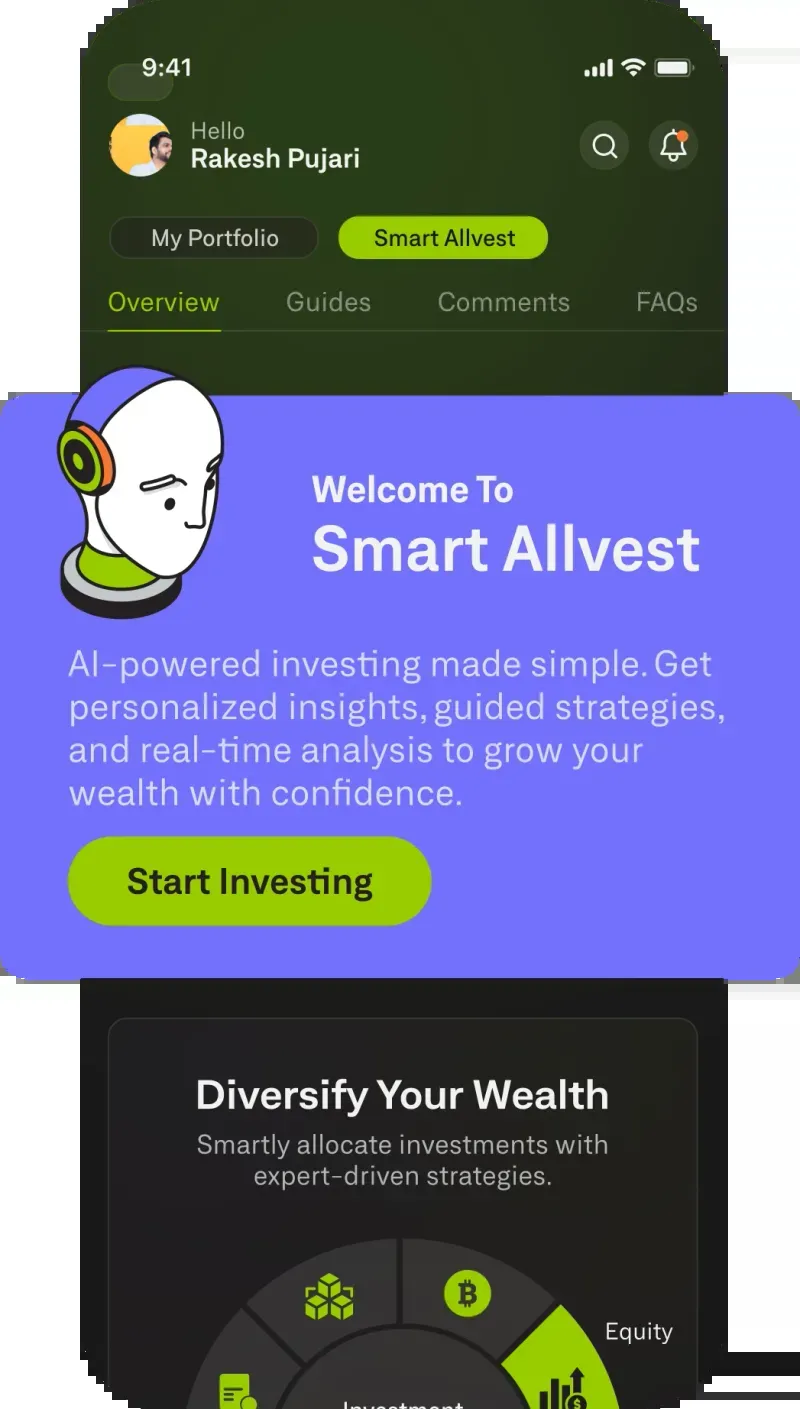 9:41
Hello
Rakesh Pujari
My Portfolio
Smart Allvest
Overview
Guides
Comments
FAQs
Welcome To
Smart Allvest
AI-powered investing made simple. Get
personalized insights, guided strategies,
and real-time analysis to grow your
wealth with confidence.
Start Investing
Diversify Your Wealth
Smartly allocate investments with
expert-driven strategies.
Equity
Investment